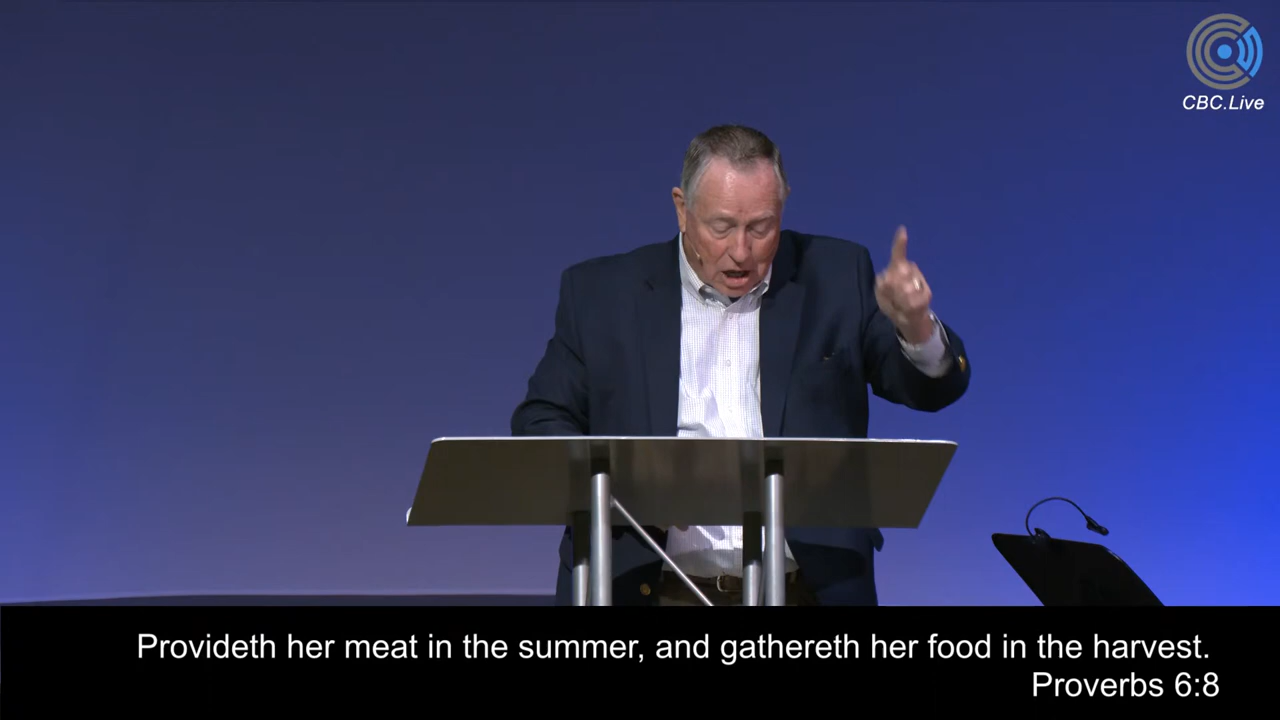 CBC.Live
Provideth her meat in the summer, and gathereth her food in the harvest.
Proverbs 6:8